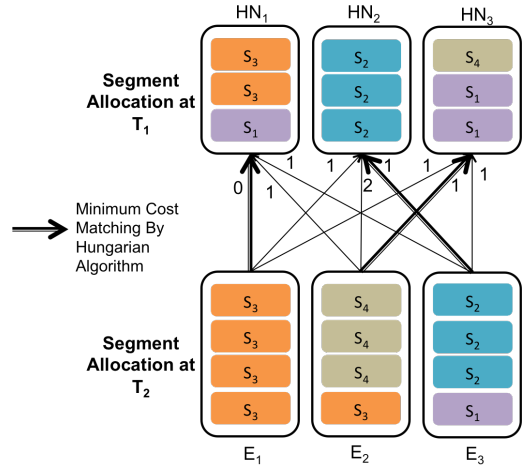 HN₁ HN₂ HN₃
S₃ S₂ S₄
Segment
Allocation at
T₁
S₃ S₂ S₁
S₁ S₂ S₁
1 1 1 1 1
0 1 2 1
Minimum Cost
Matching By
Hungarian
Algorithm
S₃ S₄ S₂
Segment
Allocation at
T₂
S₃ S₄ S₂
S₃ S₄ S₂
S₃ S₃ S₁
E₁ E₂ E₃